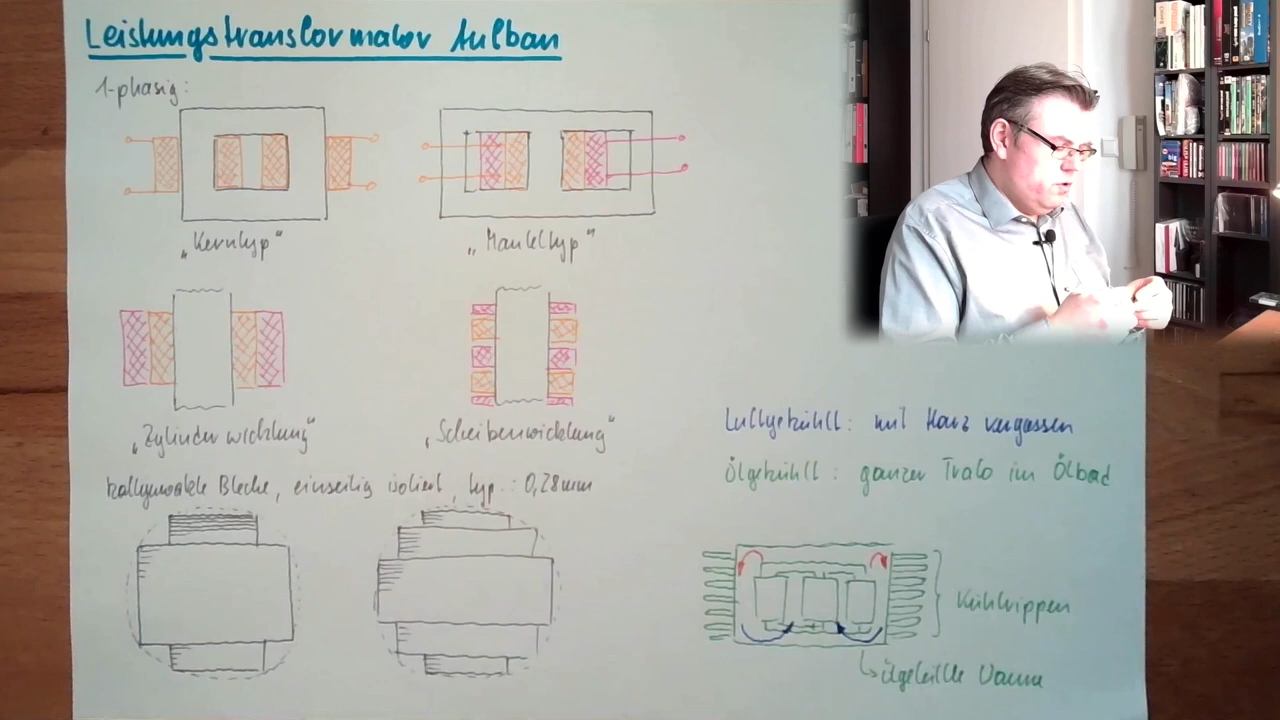 Leistungstransformator Aufbau
1-phasig:
„Kerntyp“
„Manteltyp“
„Zylinderwicklung“
„Scheibenwicklung“
kaltgewalzte Bleche, einseitig isoliert, typ.: 0,28mm
Luftgekühlt: mit Harz vergossen
Ölgekühlt: ganzer Trafo im Ölbad
Kühlrippen
ölgefüllte Wanne